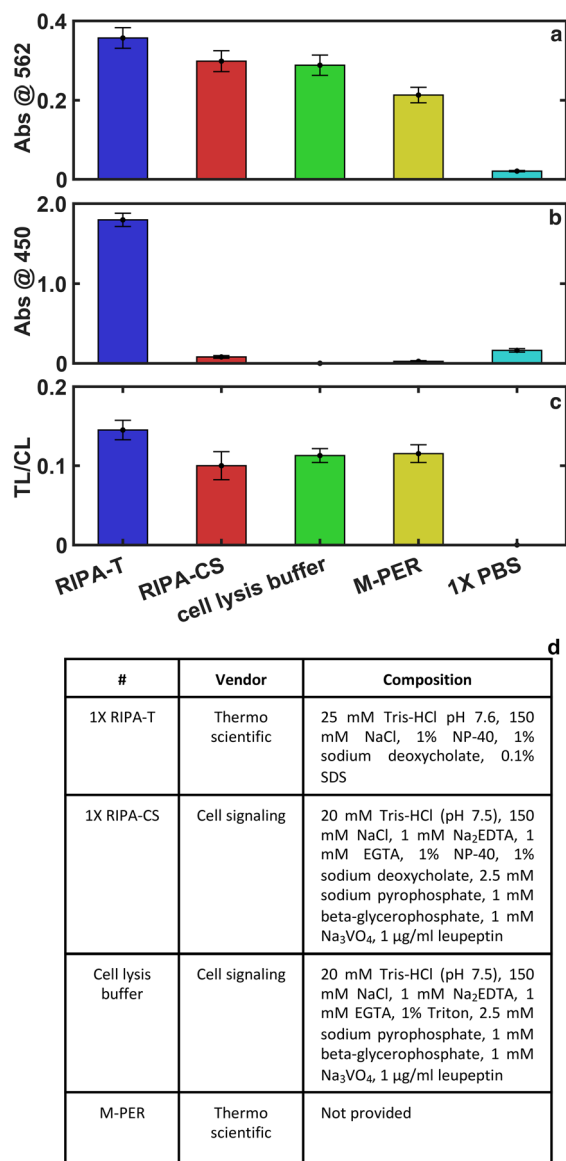 a
0.4
0.2
0
Abs @ 562
b
2.0
1.0
0
Abs @ 450
c
0.2
0.1
0
TL/CL
RIPA-T
RIPA-CS
cell lysis buffer
M-PER
1X PBS
d
# Vendor Composition
1X RIPA-T
Thermo
scientific
25 mM Tris-HCl pH 7.6, 150
mM NaCl, 1% NP-40, 1%
sodium deoxycholate, 0.1%
SDS
1X RIPA-CS
Cell signaling
20 mM Tris-HCl (pH 7.5), 150
mM NaCl, 1 mM Na₂EDTA, 1
mM EGTA, 1% NP-40, 1%
sodium deoxycholate, 2.5 mM
sodium pyrophosphate, 1 mM
beta-glycerophosphate, 1 mM
Na₃VO₄, 1 µg/ml leupeptin
Cell lysis
buffer
Cell signaling
20 mM Tris-HCl (pH 7.5), 150
mM NaCl, 1 mM Na₂EDTA, 1
mM EGTA, 1% Triton, 2.5 mM
sodium pyrophosphate, 1 mM
beta-glycerophosphate, 1 mM
Na₃VO₄, 1 µg/ml leupeptin
M-PER
Thermo
scientific
Not provided